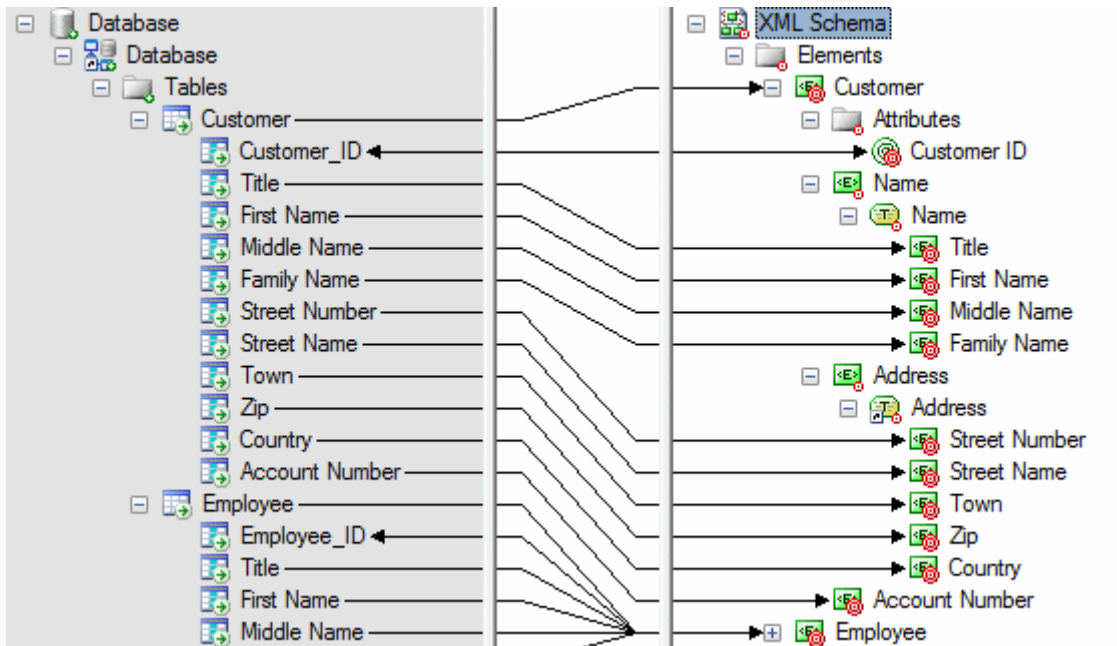 Database
Database
Tables
Customer
Customer_ID
Title
First Name
Middle Name
Family Name
Street Number
Street Name
Town
Zip
Country
Account Number
Employee
Employee_ID
Title
First Name
Middle Name
XML Schema
Elements
Customer
Attributes
Customer ID
Name
Name
Title
First Name
Middle Name
Family Name
Address
Address
Street Number
Street Name
Town
Zip
Country
Account Number
Employee